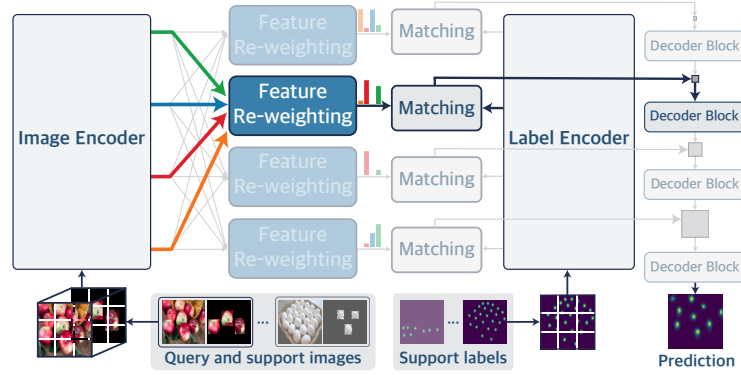 Feature
Re-weighting
Matching
Decoder Block
Feature
Re-weighting
Matching
Decoder Block
Image Encoder
Label Encoder
Feature
Re-weighting
Matching
Decoder Block
Feature
Re-weighting
Matching
Decoder Block
...
...
Query and support images
Support labels
Prediction